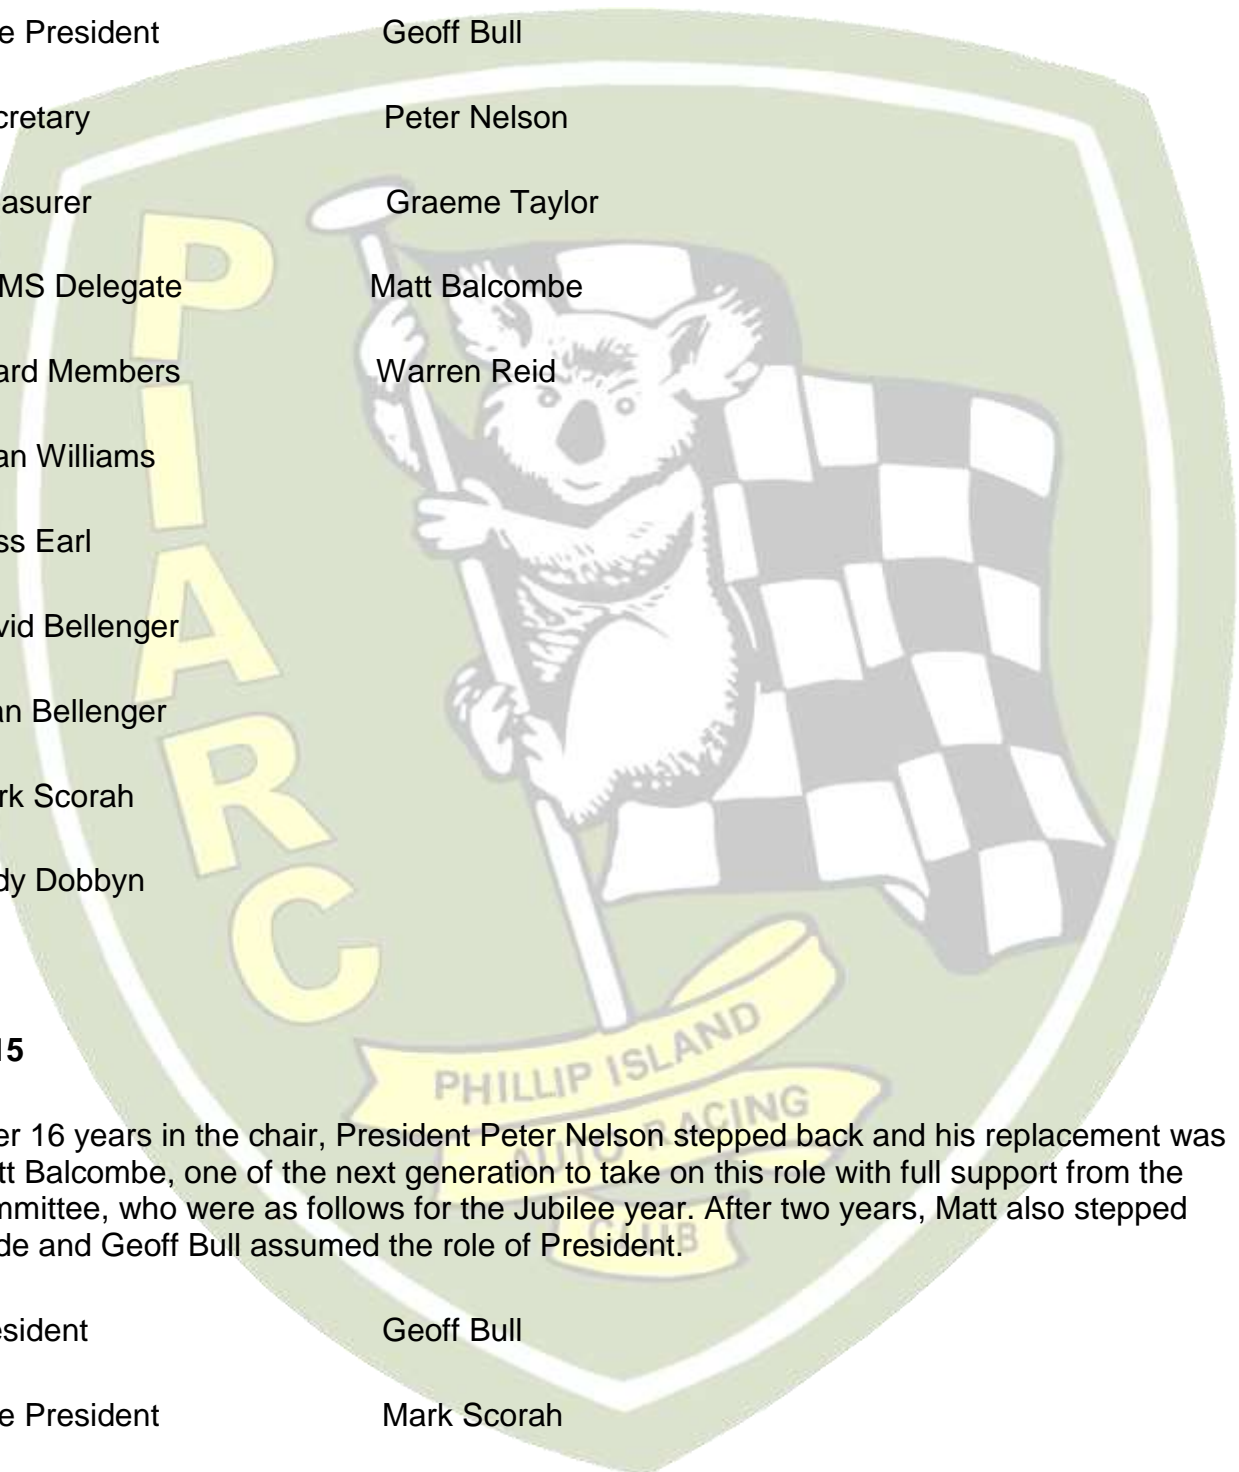 e President Geoff Bull
cretary Peter Nelson
asurer Graeme Taylor
MS Delegate Matt Balcombe
ard Members Warren Reid
an Williams
ss Earl
vid Bellenger
an Bellenger
rk Scorah
dy Dobbyn
15
er 16 years in the chair, President Peter Nelson stepped back and his replacement was
tt Balcombe, one of the next generation to take on this role with full support from the
mmittee, who were as follows for the Jubilee year. After two years, Matt also stepped
de and Geoff Bull assumed the role of President.
esident Geoff Bull
e President Mark Scorah
PIARC
PHILLIP ISLAND
AUTO RACING
CLUB